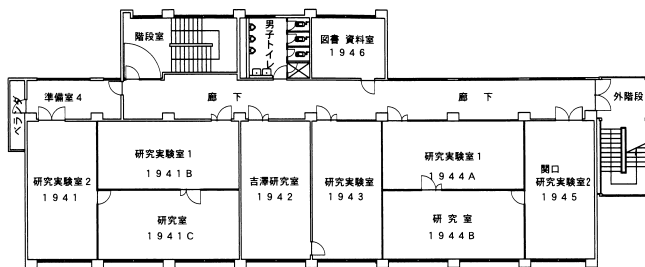 階段室
男子トイレ
図書 資料室
1946
準備室4
廊 下
廊 下
外階段
ベランダ
研究実験室2
1941
研究実験室1
1941B
研究室
1941C
吉澤研究室
1942
研究実験室
1943
研究実験室1
1944A
研 究 室
1944B
関口
研究実験室2
1945